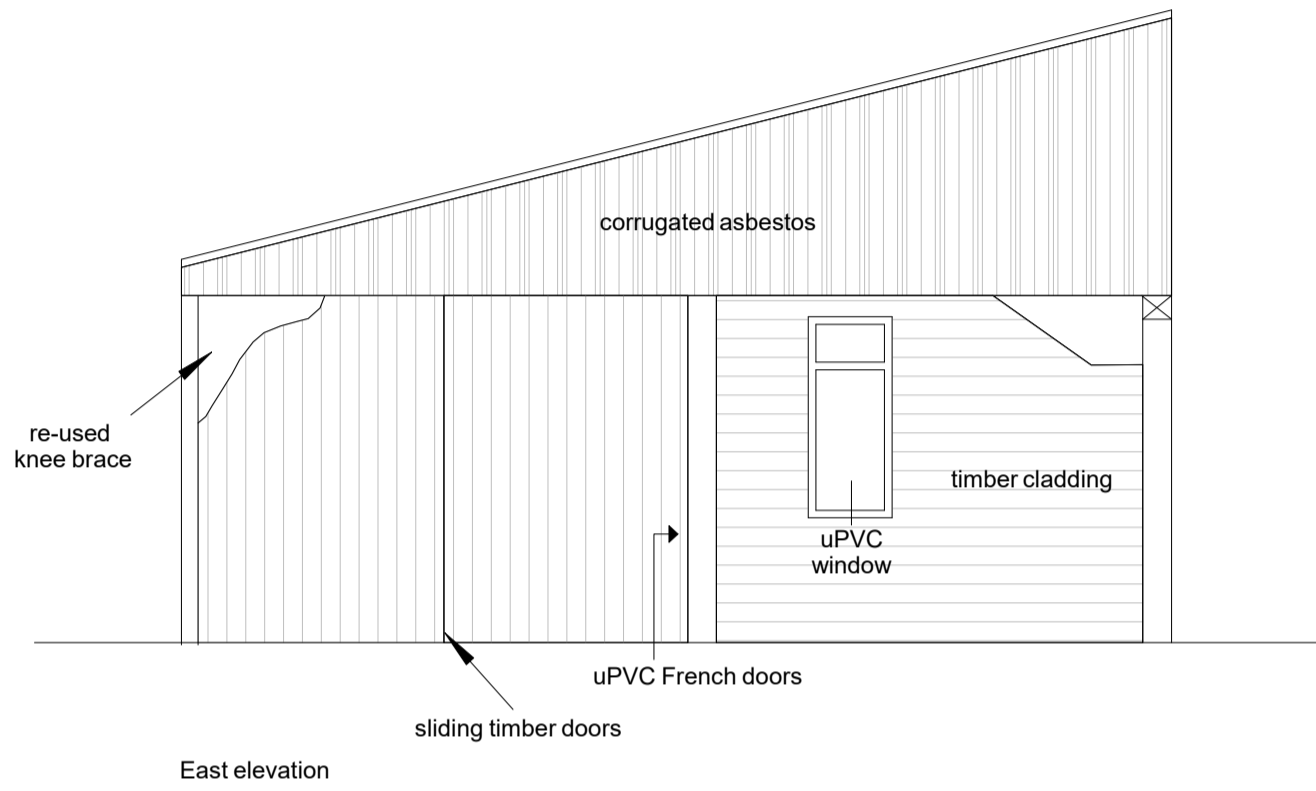 corrugated asbestos
re-used
knee brace
timber cladding
uPVC
window
uPVC French doors
sliding timber doors
East elevation